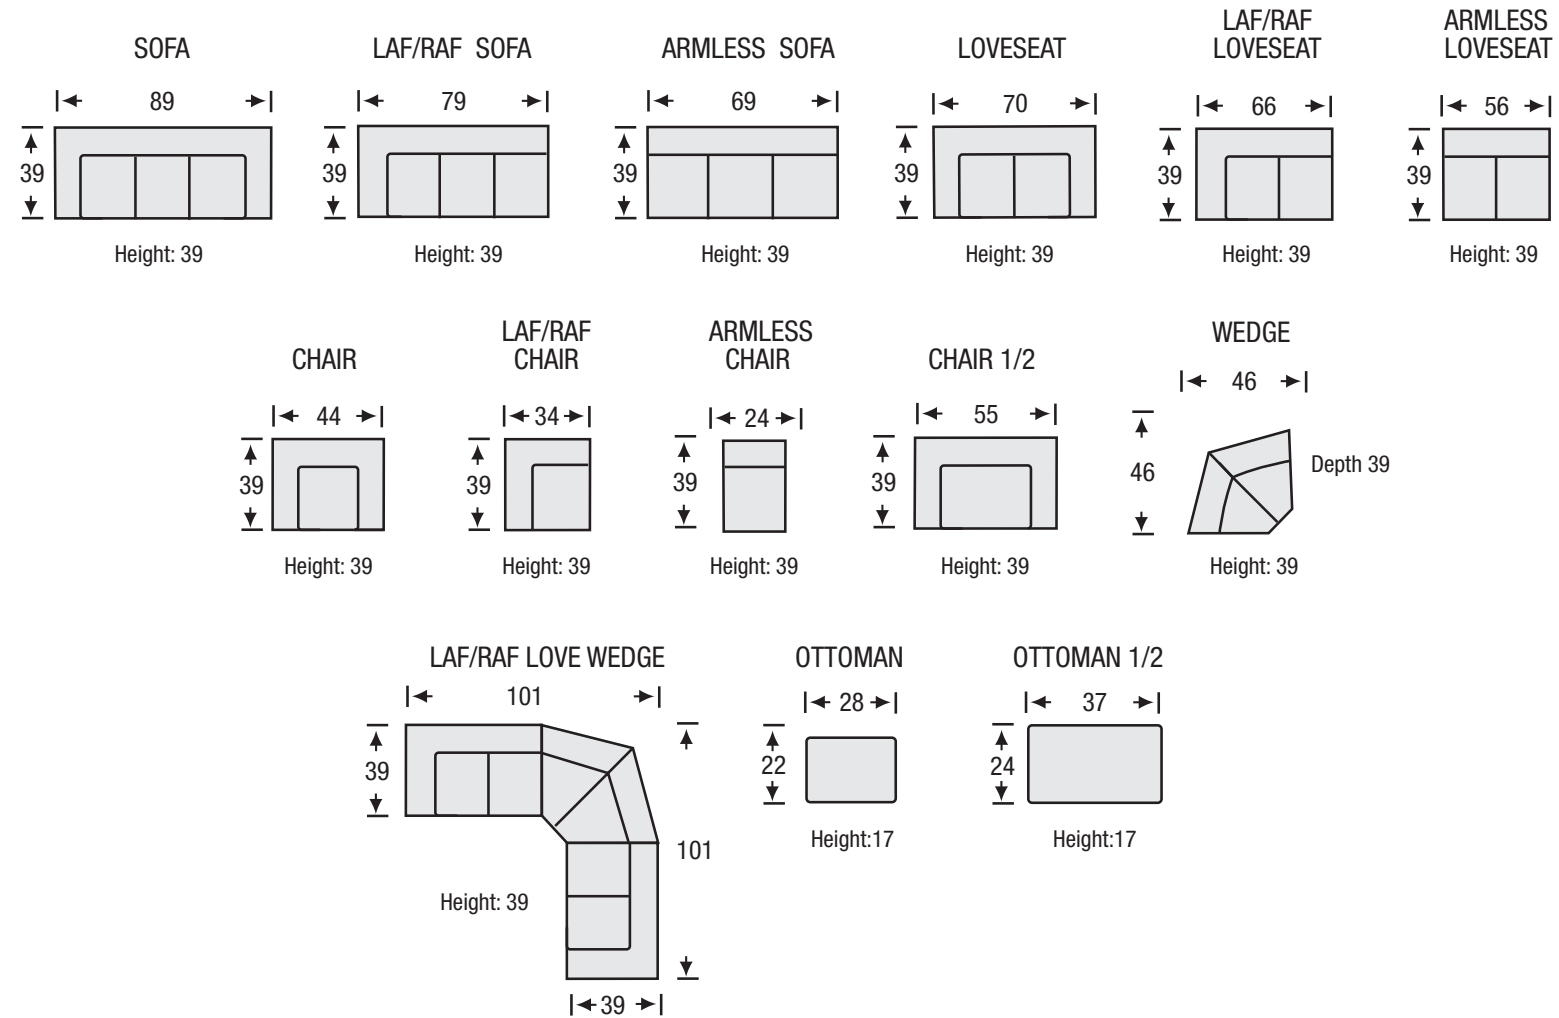 SOFA
89
39
Height: 39
LAF/RAF SOFA
79
39
Height: 39
ARMLESS SOFA
69
39
Height: 39
LOVESEAT
70
39
Height: 39
LAF/RAF
LOVESEAT
66
39
Height: 39
ARMLESS
LOVESEAT
56
39
Height: 39
CHAIR
44
39
Height: 39
LAF/RAF
CHAIR
34
39
Height: 39
ARMLESS
CHAIR
24
39
Height: 39
CHAIR 1/2
55
39
Height: 39
WEDGE
46
46
Depth 39
Height: 39
LAF/RAF LOVE WEDGE
101
39
101
Height: 39
39
OTTOMAN
28
22
Height:17
OTTOMAN 1/2
37
24
Height:17